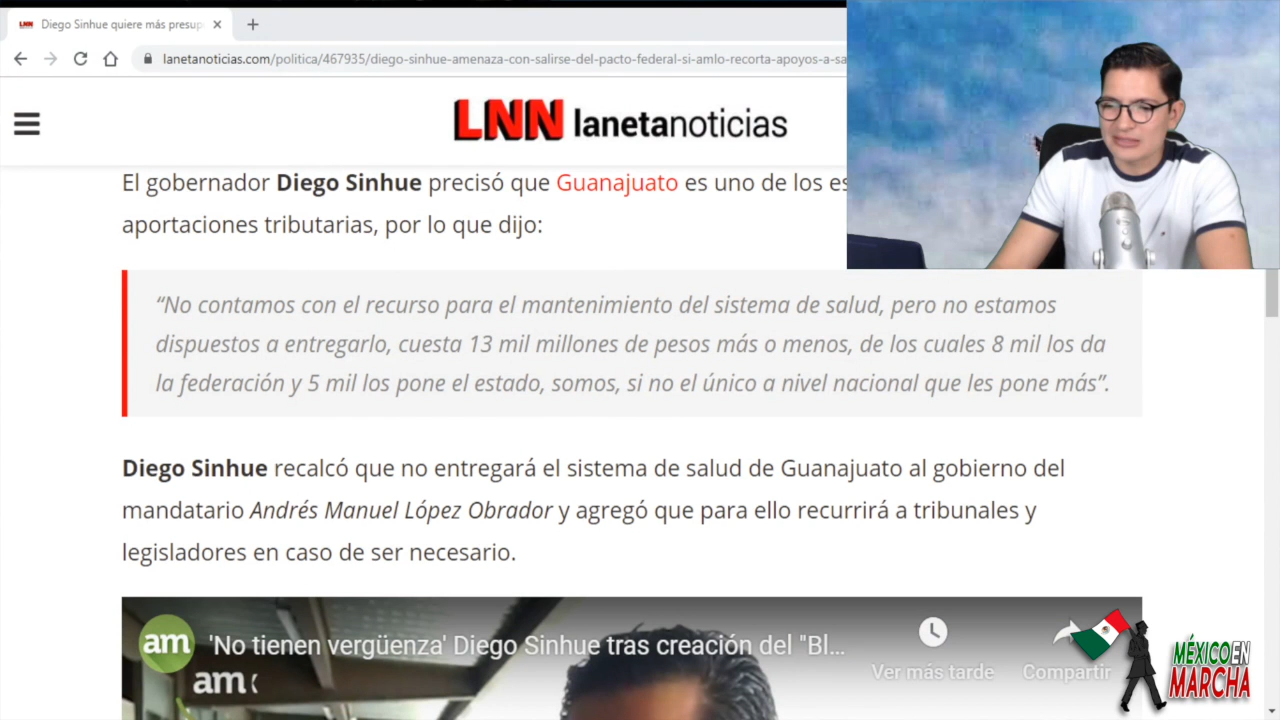 LNN Diego Sinhue quiere más presup
lanetanoticias.com/politica/467935/diego-sinhue-amenaza-con-salirse-del-pacto-federal-si-amlo-recorta-apoyos-a-sa
LNN lanetanoticias
El gobernador Diego Sinhue precisó que Guanajuato es uno de los es
aportaciones tributarias, por lo que dijo:
“No contamos con el recurso para el mantenimiento del sistema de salud, pero no estamos
dispuestos a entregarlo, cuesta 13 mil millones de pesos más o menos, de los cuales 8 mil los da
la federación y 5 mil los pone el estado, somos, si no el único a nivel nacional que les pone más”.
Diego Sinhue recalcó que no entregará el sistema de salud de Guanajuato al gobierno del
mandatario Andrés Manuel López Obrador y agregó que para ello recurrirá a tribunales y
legisladores en caso de ser necesario.
am 'No tienen vergüenza' Diego Sinhue tras creación del "Bl...
am
Ver más tarde
Compartir
MÉXICO EN
MARCHA